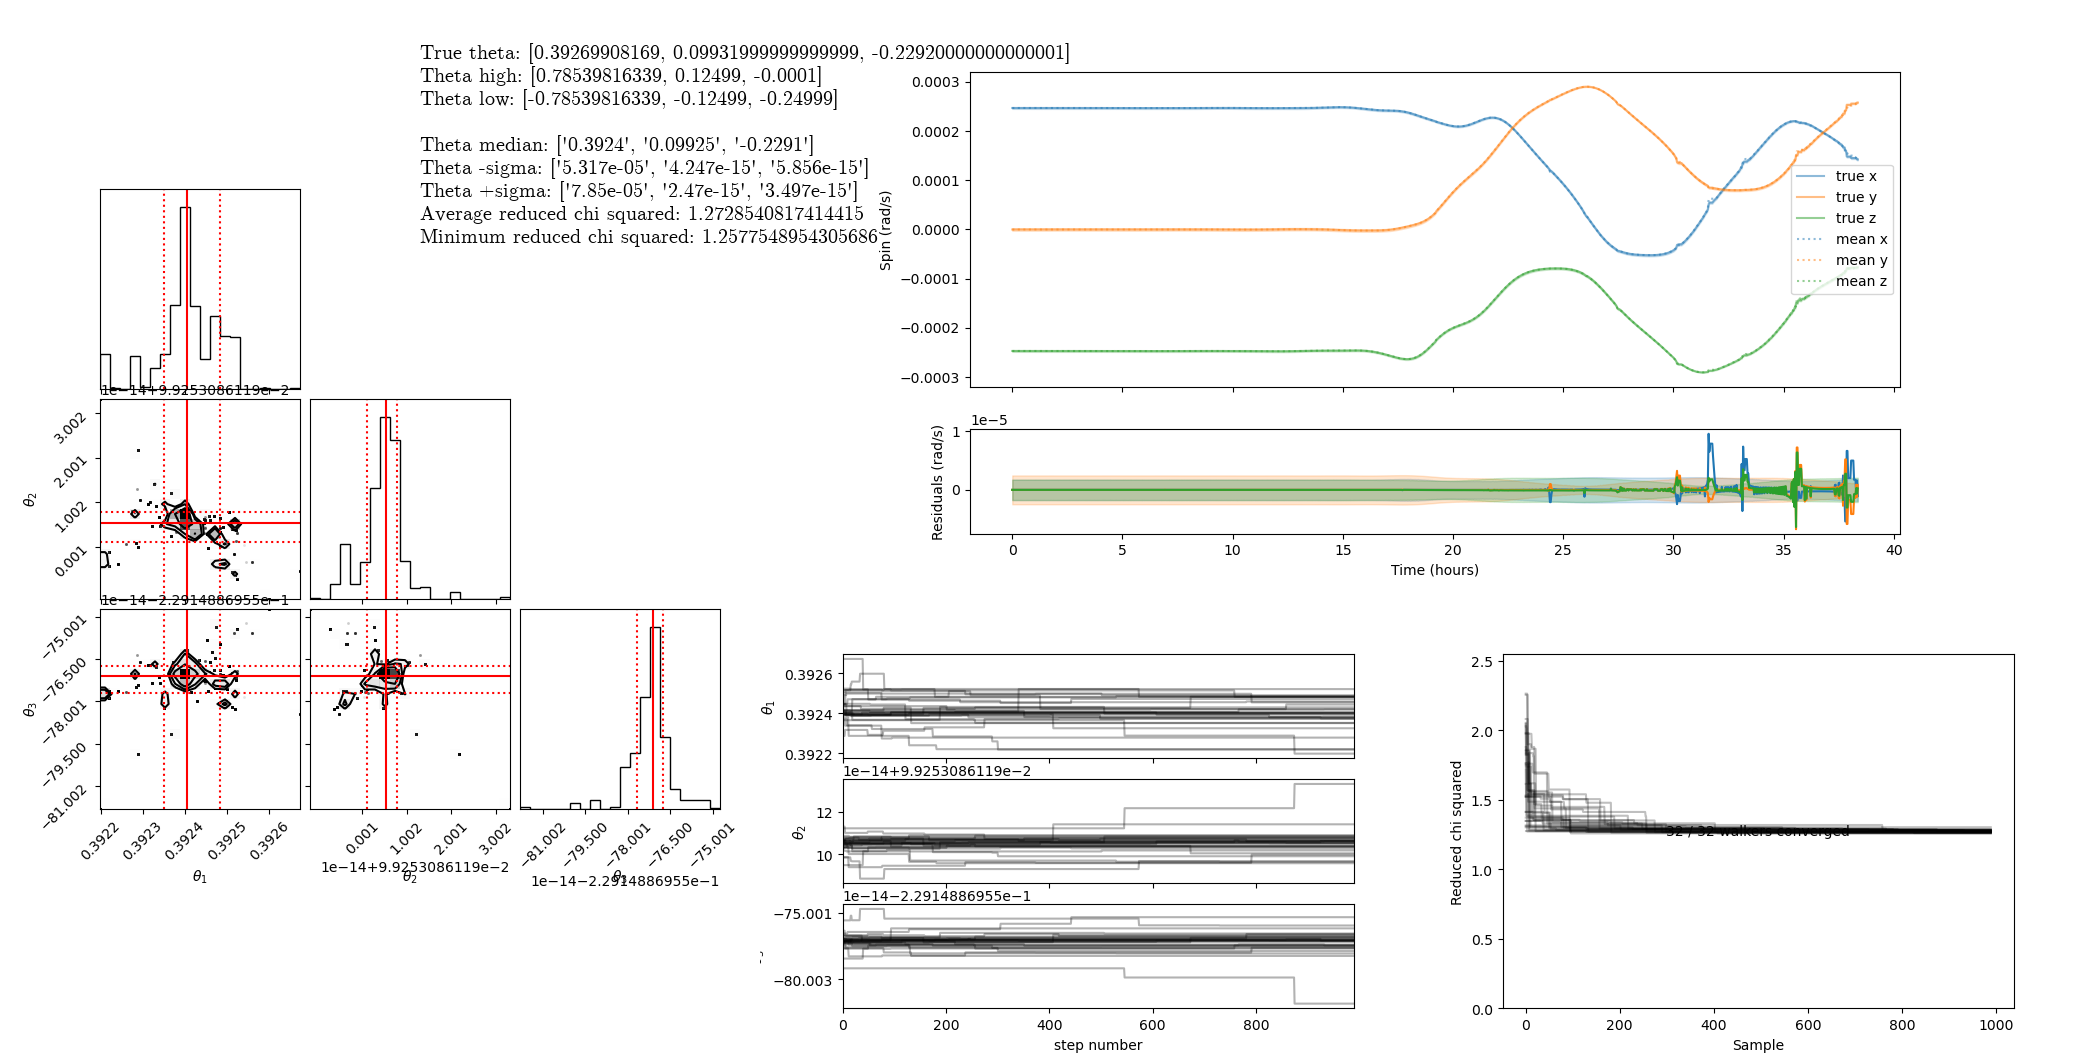 True theta: [0.39269908169, 0.09931999999999999, -0.22920000000000001]
Theta high: [0.78539816339, 0.12499, -0.0001]
Theta low: [-0.78539816339, -0.12499, -0.24999]
Theta median: ['0.3924', '0.09925', '-0.2291']
Theta -sigma: ['5.317e-05', '4.247e-15', '5.856e-15']
Theta +sigma: ['7.85e-05', '2.47e-15', '3.497e-15']
Average reduced chi squared: 1.2728540817414415
Minimum reduced chi squared: 1.2577548954305686
0.0003
0.0002
0.0001
0.0000
−0.0001
−0.0002
−0.0003
Spin (rad/s)
true x
true y
true z
mean x
mean y
mean z
1e−5
1
0
Residuals (rad/s)
0 5 10 15 20 25 30 35 40
Time (hours)
1e−14+9.9253086119e−2
3.002
2.001
1.002
0.001
θ2
1e−14−2.2914886955e−1
−75.001
−76.500
−78.001
−79.500
−81.002
θ3
0.3922 0.3923 0.3924 0.3925 0.3926
θ1
0.001 1.002 2.001 3.002
1e−14+9.9253086119e−2
θ2
−81.002 −79.500 −78.001 −76.500 −75.001
1e−14−2.2914886955e−1
θ3
0.3926
0.3924
0.3922
θ1
1e−14+9.9253086119e−2
12
10
θ2
1e−14−2.2914886955e−1
−75.001
−80.003
0 200 400 600 800
step number
2.5
2.0
1.5
1.0
0.5
0.0
Reduced chi squared
32 / 32 walkers converged
0 200 400 600 800 1000
Sample